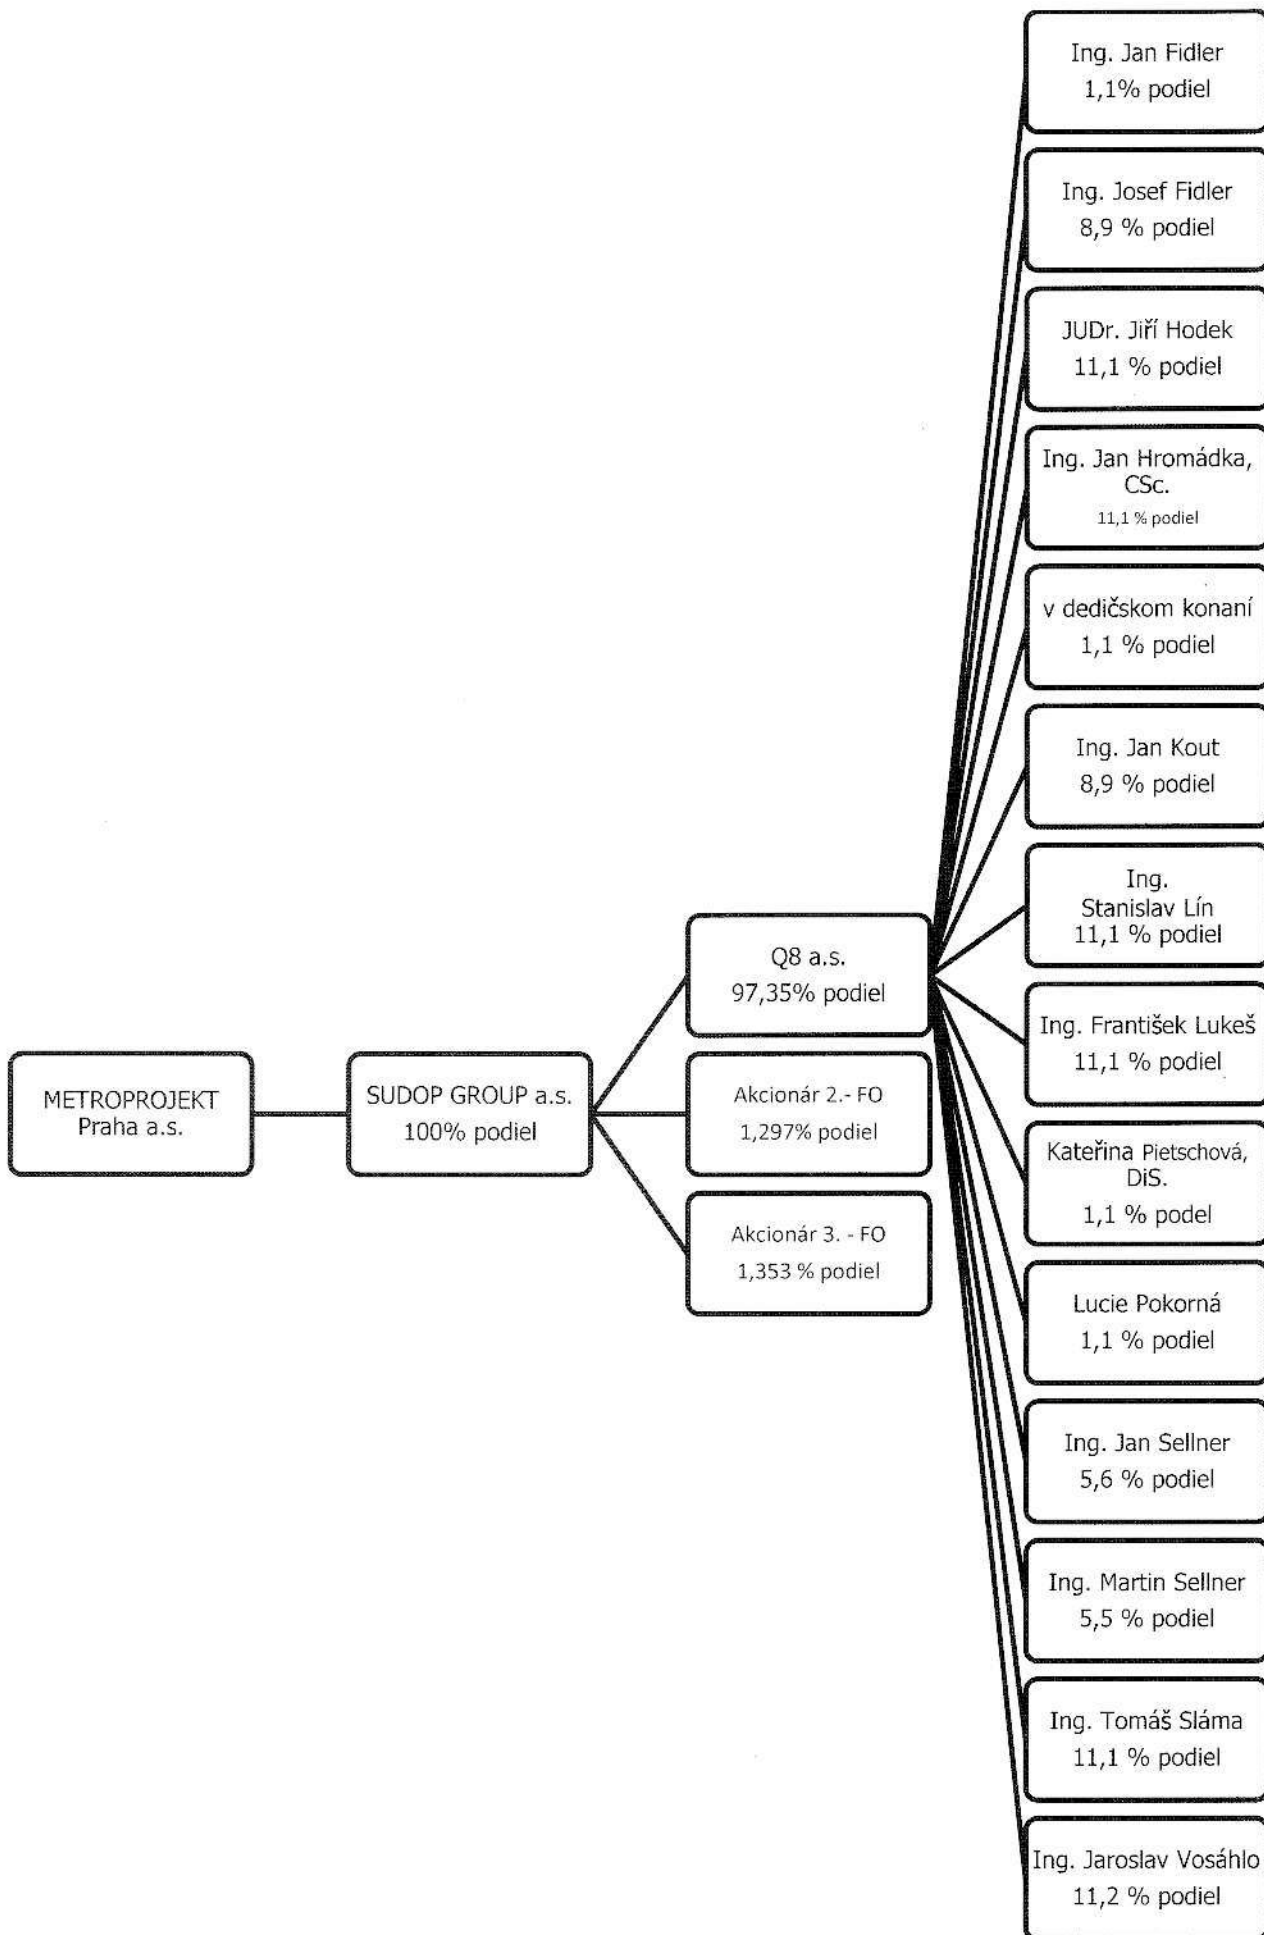 METROPROJEKT
Praha a.s.
SUDOP GROUP a.s.
100% podiel
Q8 a.s.
97,35% podiel
Akcionár 2.- FO
1,297% podiel
Akcionár 3. - FO
1,353 % podiel
Ing. Jan Fidler
1,1% podiel
Ing. Josef Fidler
8,9 % podiel
JUDr. Jiří Hodek
11,1 % podiel
Ing. Jan Hromádka,
CSc.
11,1 % podiel
v dedičskom konaní
1,1 % podiel
Ing. Jan Kout
8,9 % podiel
Ing.
Stanislav Lín
11,1 % podiel
Ing. František Lukeš
11,1 % podiel
Kateřina Pietschová,
DiS.
1,1 % podel
Lucie Pokorná
1,1 % podiel
Ing. Jan Sellner
5,6 % podiel
Ing. Martin Sellner
5,5 % podiel
Ing. Tomáš Sláma
11,1 % podiel
Ing. Jaroslav Vosáhlo
11,2 % podiel